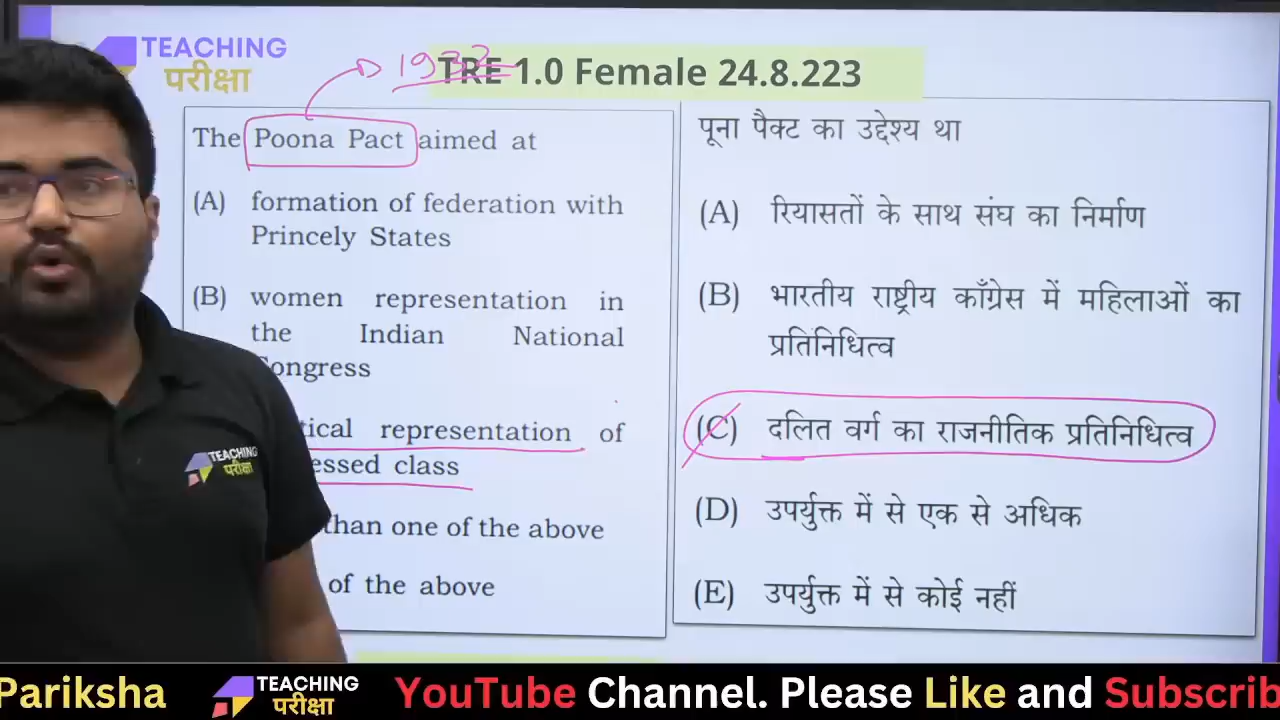 TEACHING
परीक्षा
1932
TRE 1.0 Female 24.8.223
The Poona Pact aimed at
(A) formation of federation with
Princely States
(B) women representation in
the Indian National
Congress
representation of
class
than one of the above
of the above
पूना पैक्ट का उद्देश्य था
(A) रियासतों के साथ संघ का निर्माण
(B) भारतीय राष्ट्रीय काँग्रेस में महिलाओं का
प्रतिनिधित्व
(C) दलित वर्ग का राजनीतिक प्रतिनिधित्व
(D) उपर्युक्त में से एक से अधिक
(E) उपर्युक्त में से कोई नहीं
TEACHING
परीक्षा
Pariksha TEACHING परीक्षा YouTube Channel. Please Like and Subscrib